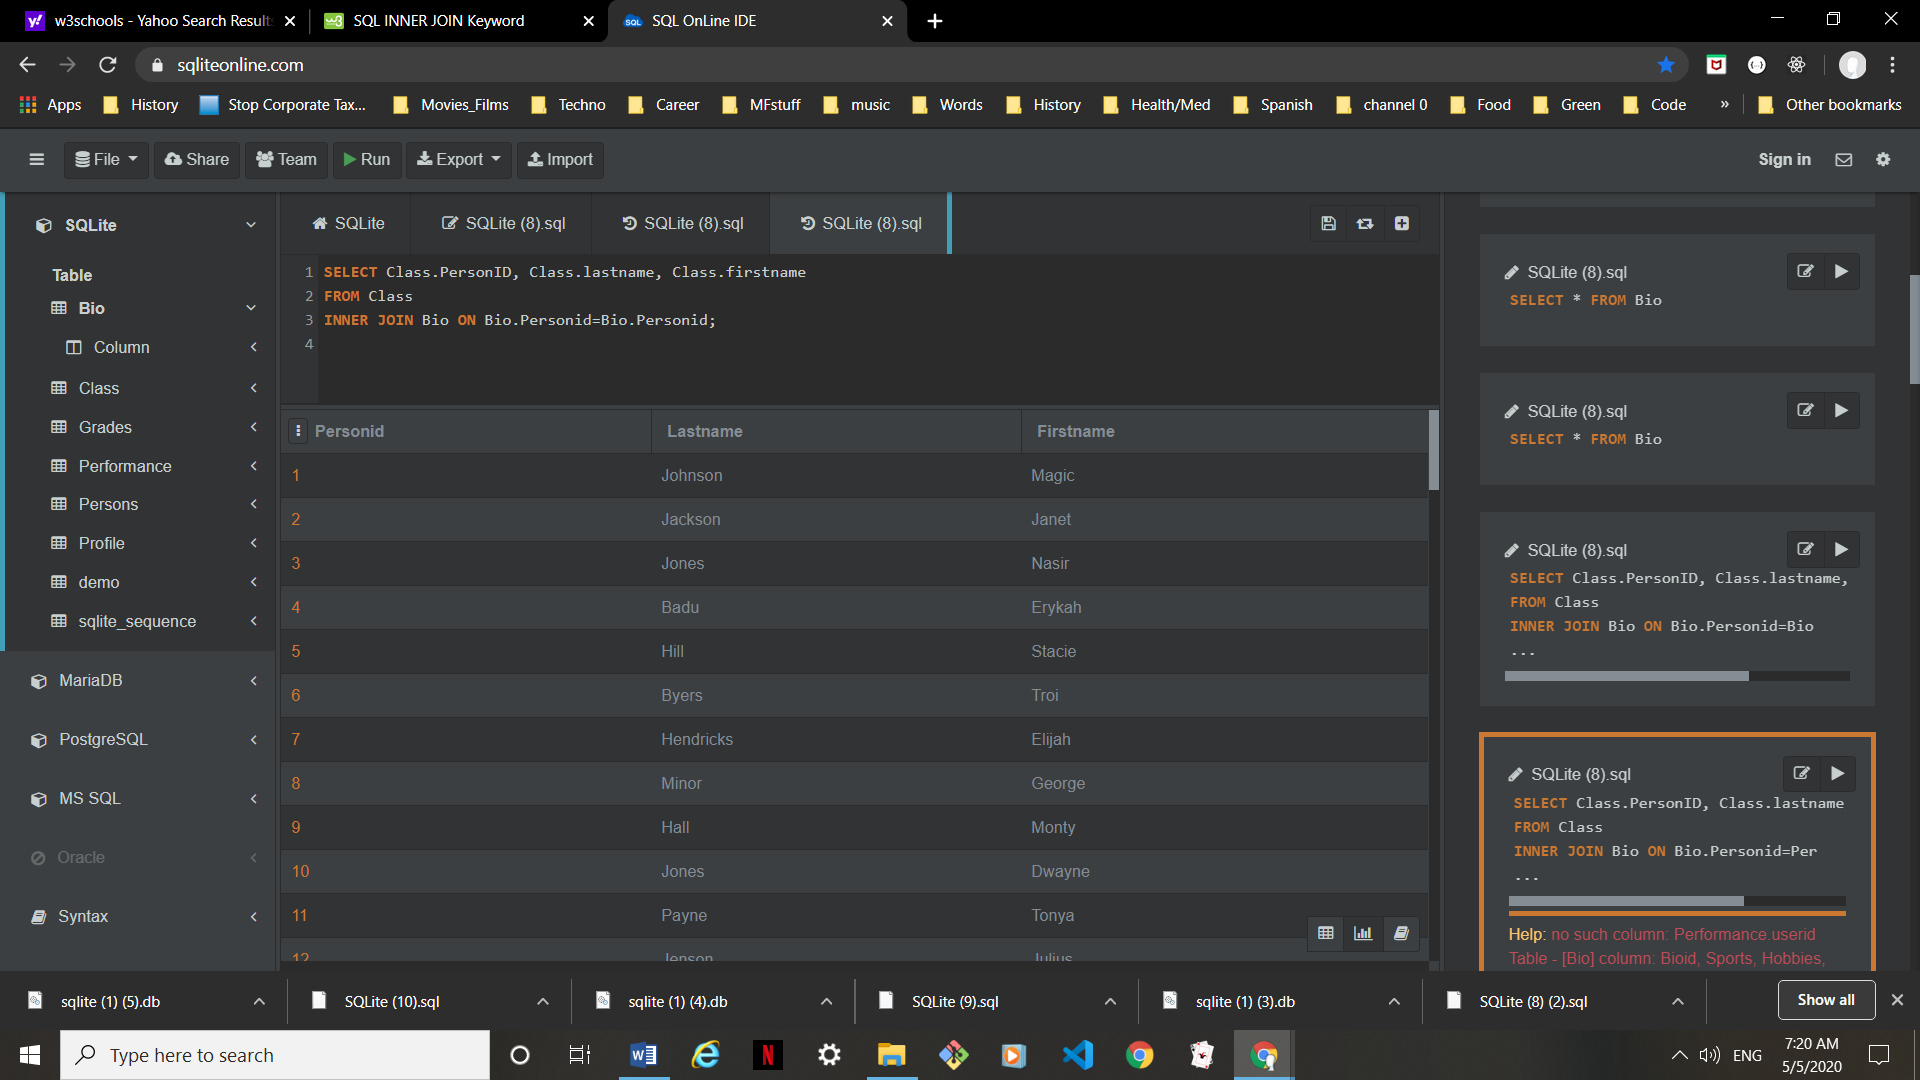 w3schools - Yahoo Search Results
SQL INNER JOIN Keyword
SQL OnLine IDE
sqliteonline.com
Apps
History
Stop Corporate Tax...
Movies_Films
Techno
Career
MFstuff
music
Words
History
Health/Med
Spanish
channel 0
Food
Green
Code
»
Other bookmarks
File
Share
Team
Run
Export
Import
Sign in
SQLite
Table
Bio
Column
Class
Grades
Performance
Persons
Profile
demo
sqlite_sequence
MariaDB
PostgreSQL
MS SQL
Oracle
Syntax
SQLite
SQLite (8).sql
SQLite (8).sql
SQLite (8).sql
1 SELECT Class.PersonID, Class.lastname, Class.firstname
2 FROM Class
3 INNER JOIN Bio ON Bio.Personid=Bio.Personid;
4
Personid Lastname Firstname
1 Johnson Magic
2 Jackson Janet
3 Jones Nasir
4 Badu Erykah
5 Hill Stacie
6 Byers Troi
7 Hendricks Elijah
8 Minor George
9 Hall Monty
10 Jones Dwayne
11 Payne Tonya
12 Jenson Julius
SQLite (8).sql
SELECT * FROM Bio
SQLite (8).sql
SELECT * FROM Bio
SQLite (8).sql
SELECT Class.PersonID, Class.lastname,
FROM Class
INNER JOIN Bio ON Bio.Personid=Bio
...
SQLite (8).sql
SELECT Class.PersonID, Class.lastname
FROM Class
INNER JOIN Bio ON Bio.Personid=Per
...
Help: no such column: Performance.userid
Table - [Bio] column: Bioid, Sports, Hobbies,
sqlite (1) (5).db
SQLite (10).sql
sqlite (1) (4).db
SQLite (9).sql
sqlite (1) (3).db
SQLite (8) (2).sql
Show all
Type here to search
ENG
7:20 AM
5/5/2020